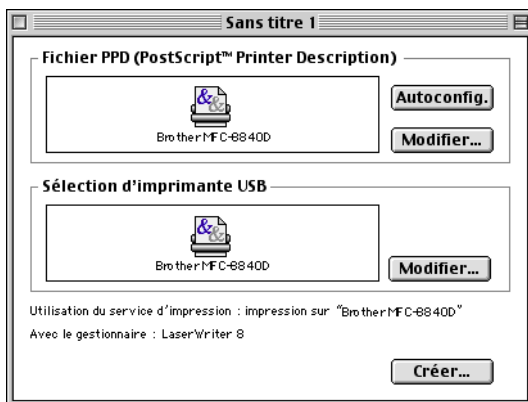 Sans titre 1
Fichier PPD (PostScript™ Printer Description)
Brother MFC-8840D
Autoconfig.
Modifier...
Sélection d'imprimante USB
Brother MFC-8840D
Modifier...
Utilisation du service d'impression : impression sur "Brother MFC-8840D"
Avec le gestionnaire : LaserWriter 8
Créer...